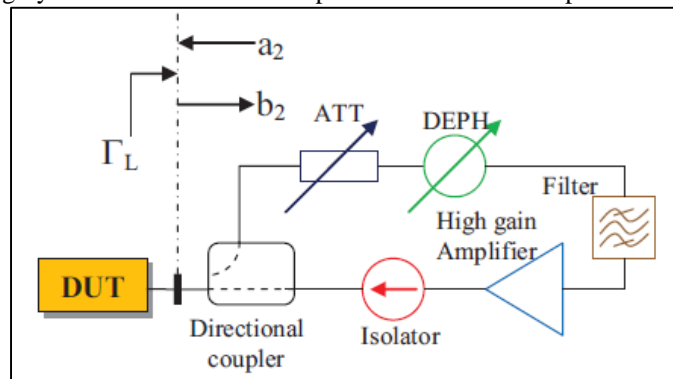 a2
b2
ΓL
ATT
DEPH
Filter
High gain
Amplifier
DUT
Directional
coupler
Isolator